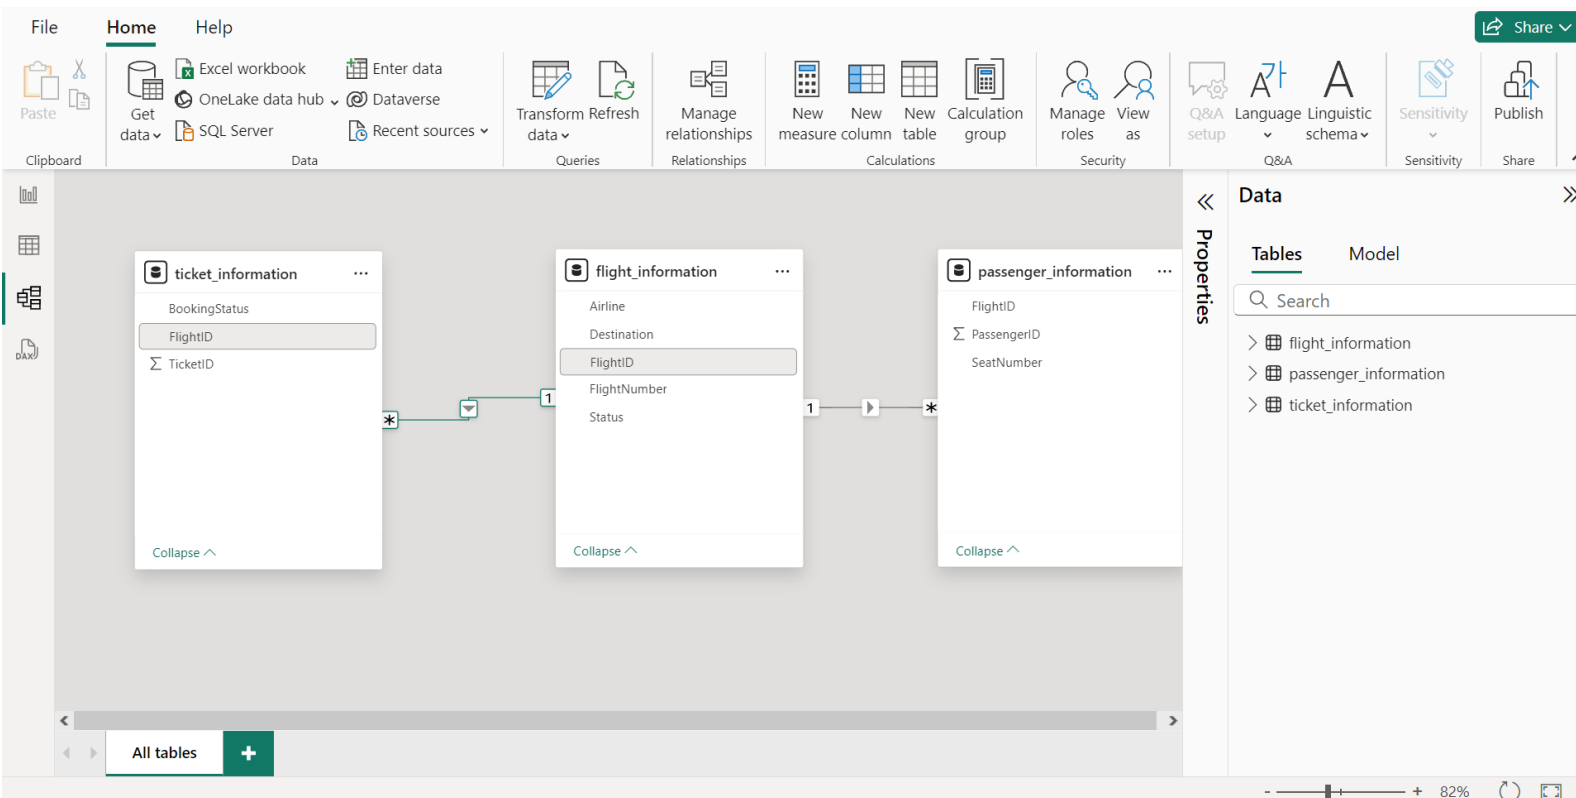 File Home Help
Share
Paste
Clipboard
Get data
Excel workbook
OneLake data hub
SQL Server
Enter data
Dataverse
Recent sources
Data
Transform data
Refresh
Queries
Manage relationships
Relationships
New measure
New column
New table
Calculation group
Calculations
Manage roles
View as
Security
Q&A setup
Language
가
A
Linguistic schema
Q&A
Sensitivity
Sensitivity
Publish
Share
DAX
ticket_information
BookingStatus
FlightID
Σ TicketID
Collapse
*
1
flight_information
Airline
Destination
FlightID
FlightNumber
Status
Collapse
1
*
passenger_information
FlightID
Σ PassengerID
SeatNumber
Collapse
Properties
Data
Tables Model
Search
flight_information
passenger_information
ticket_information
All tables +
- + 82%